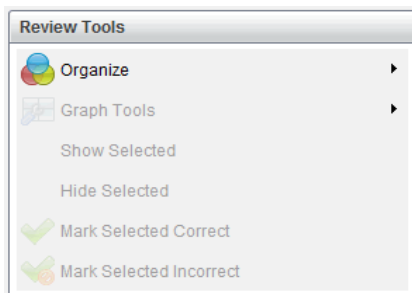 Review Tools
Organize
Graph Tools
Show Selected
Hide Selected
Mark Selected Correct
Mark Selected Incorrect